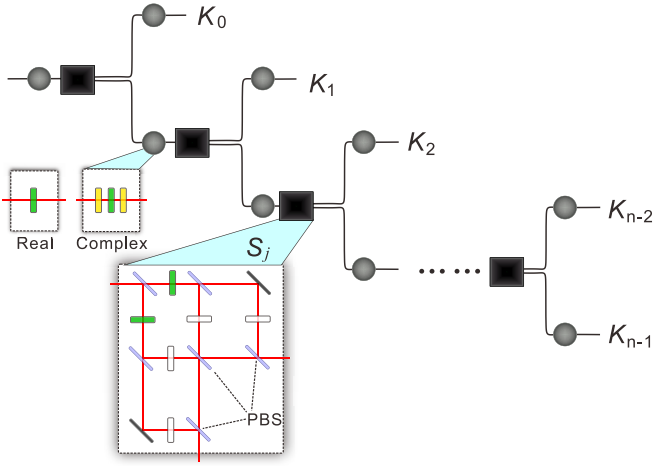 K0
K1
K2
Real
Complex
Sj
Kn-2
PBS
Kn-1